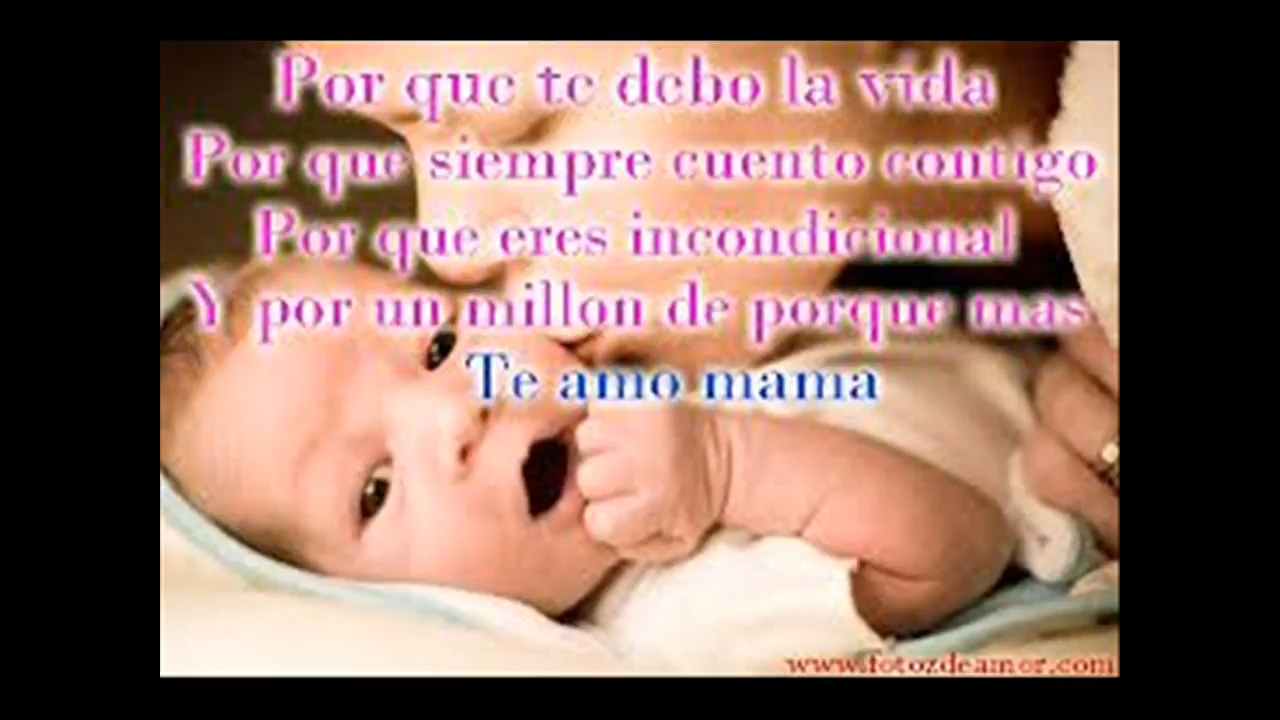 Por que te debo la vida
Por que siempre cuento contigo
Por que eres incondicional
Y por un millon de porque mas
Te amo mama
www.fotozdeamor.com